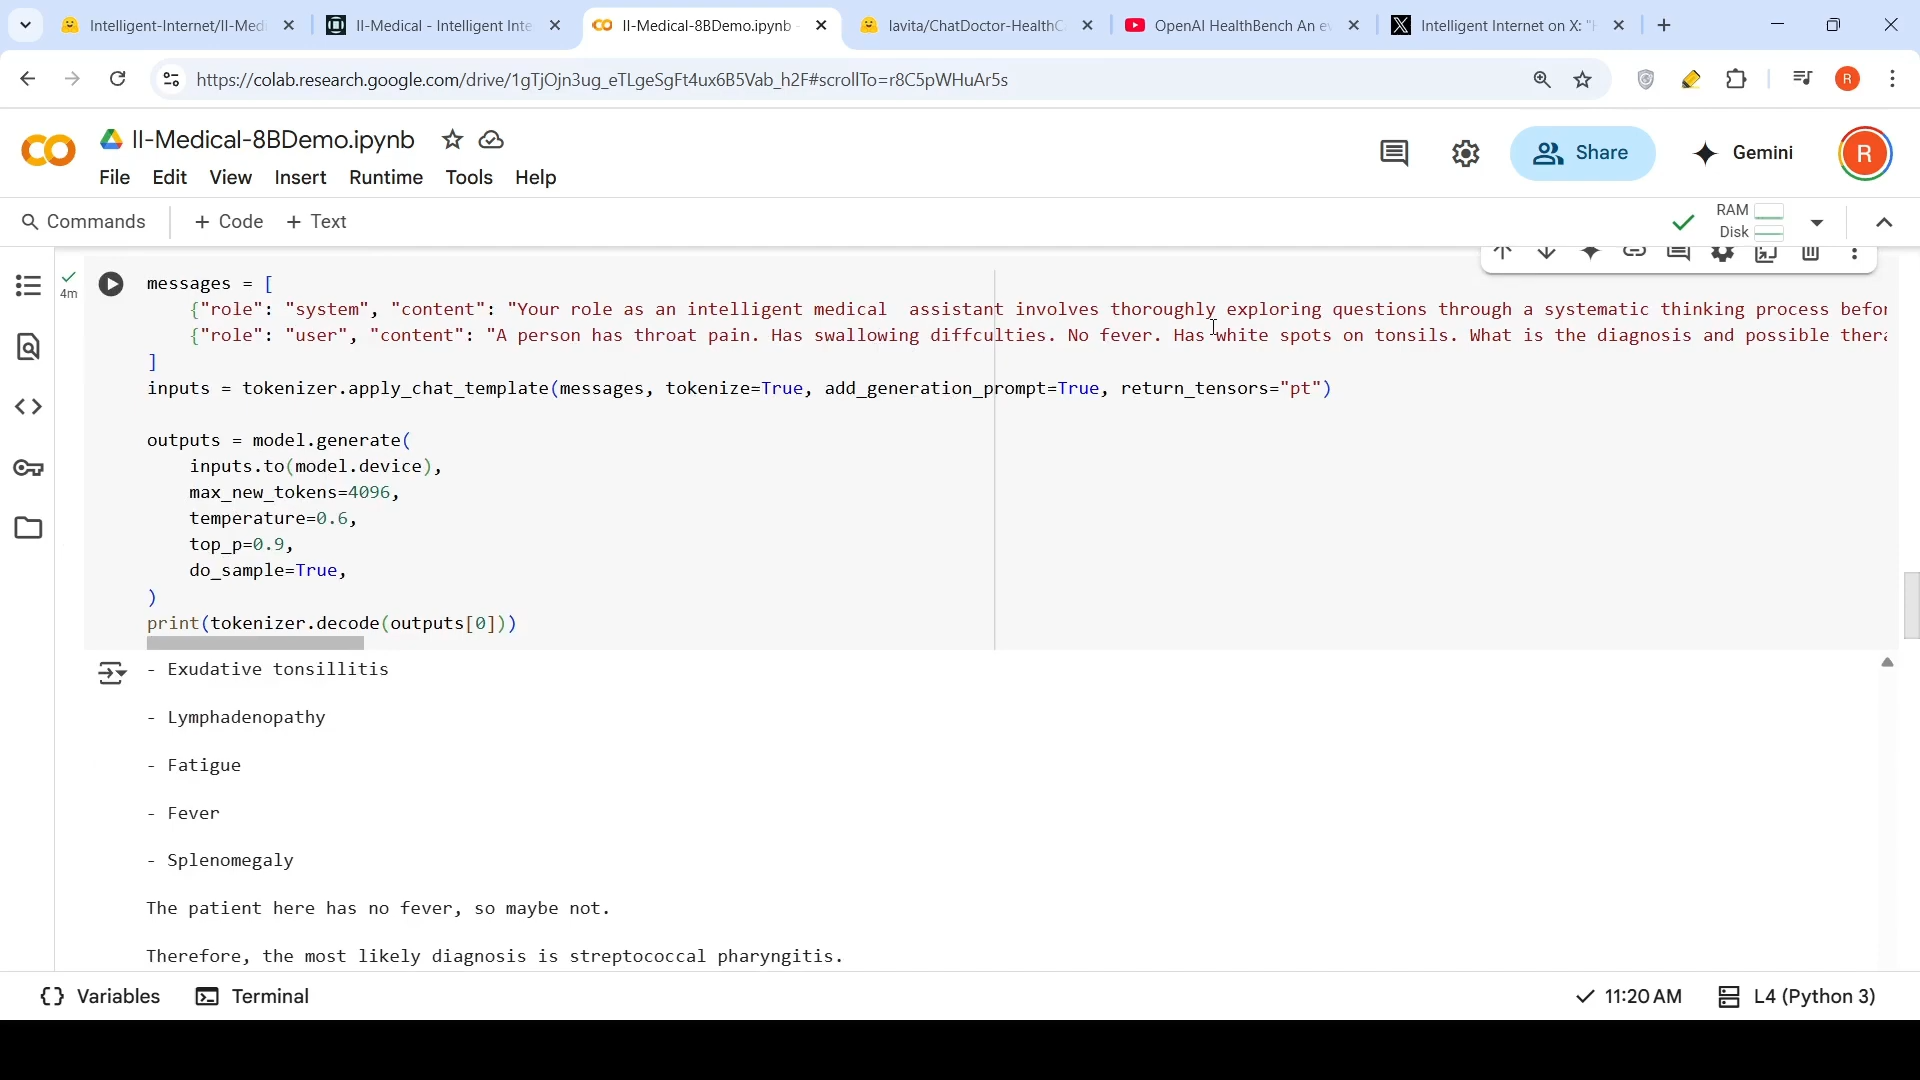 Intelligent-Internet/II-Medi
II-Medical - Intelligent Inte
II-Medical-8BDemo.ipynb
lavita/ChatDoctor-HealthC
OpenAI HealthBench An e
Intelligent Internet on X: "
https://colab.research.google.com/drive/1gTjOjn3ug_eTLgeSgFt4ux6B5Vab_h2F#scrollTo=r8C5pWHuAr5s
R
II-Medical-8BDemo.ipynb
Share
Gemini
R
File Edit View Insert Runtime Tools Help
Commands + Code + Text
RAM
Disk
4m
messages = [
{"role": "system", "content": "Your role as an intelligent medical  assistant involves thoroughly exploring questions through a systematic thinking process befor
{"role": "user", "content": "A person has throat pain. Has swallowing diffculties. No fever. Has white spots on tonsils. What is the diagnosis and possible thera
]
inputs = tokenizer.apply_chat_template(messages, tokenize=True, add_generation_prompt=True, return_tensors="pt")
outputs = model.generate(
inputs.to(model.device),
max_new_tokens=4096,
temperature=0.6,
top_p=0.9,
do_sample=True,
)
print(tokenizer.decode(outputs[0]))
- Exudative tonsillitis
- Lymphadenopathy
- Fatigue
- Fever
- Splenomegaly
The patient here has no fever, so maybe not.
Therefore, the most likely diagnosis is streptococcal pharyngitis.
{} Variables Terminal
11:20 AM L4 (Python 3)